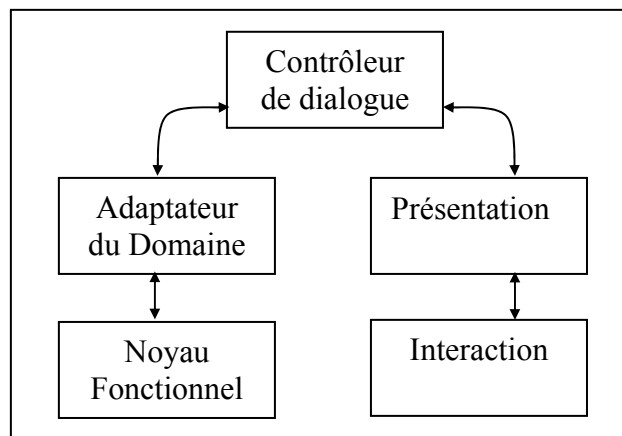 Contrôleur
de dialogue
Adaptateur
du Domaine
Présentation
Noyau
Fonctionnel
Interaction